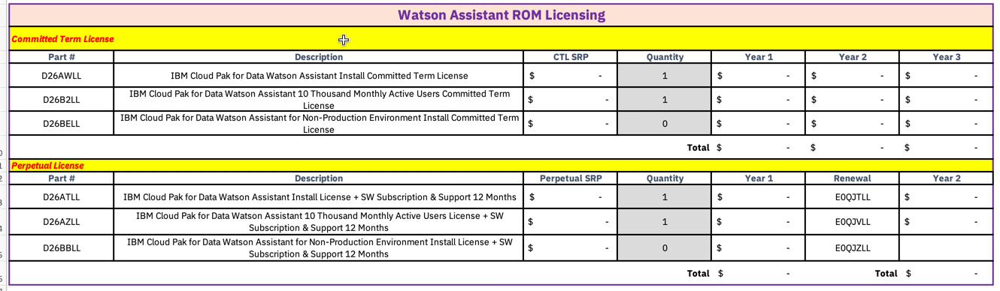 Watson Assistant ROM Licensing
Committed Term License
Part # Description CTL SRP Quantity Year 1 Year 2 Year 3
D26AWLL IBM Cloud Pak for Data Watson Assistant Install Committed Term License $ - 1 $ - $ - $ -
D26B2LL IBM Cloud Pak for Data Watson Assistant 10 Thousand Monthly Active Users Committed Term
License $ - 1 $ - $ - $ -
D26BELL IBM Cloud Pak for Data Watson Assistant for Non-Production Environment Install Committed Term
License $ - 0 $ - $ - $ -
Total $ - $ - $ -
Perpetual License
Part # Description Perpetual SRP Quantity Year 1 Renewal Year 2
D26ATLL IBM Cloud Pak for Data Watson Assistant Install License + SW Subscription & Support 12 Months $ - 1 $ - E0QJTLL $ -
D26AZLL IBM Cloud Pak for Data Watson Assistant 10 Thousand Monthly Active Users License + SW
Subscription & Support 12 Months $ - 1 $ - E0QJVLL $ -
D26BBLL IBM Cloud Pak for Data Watson Assistant for Non-Production Environment Install License + SW
Subscription & Support 12 Months $ - 0 $ - E0QJZLL
Total $ - Total $ -